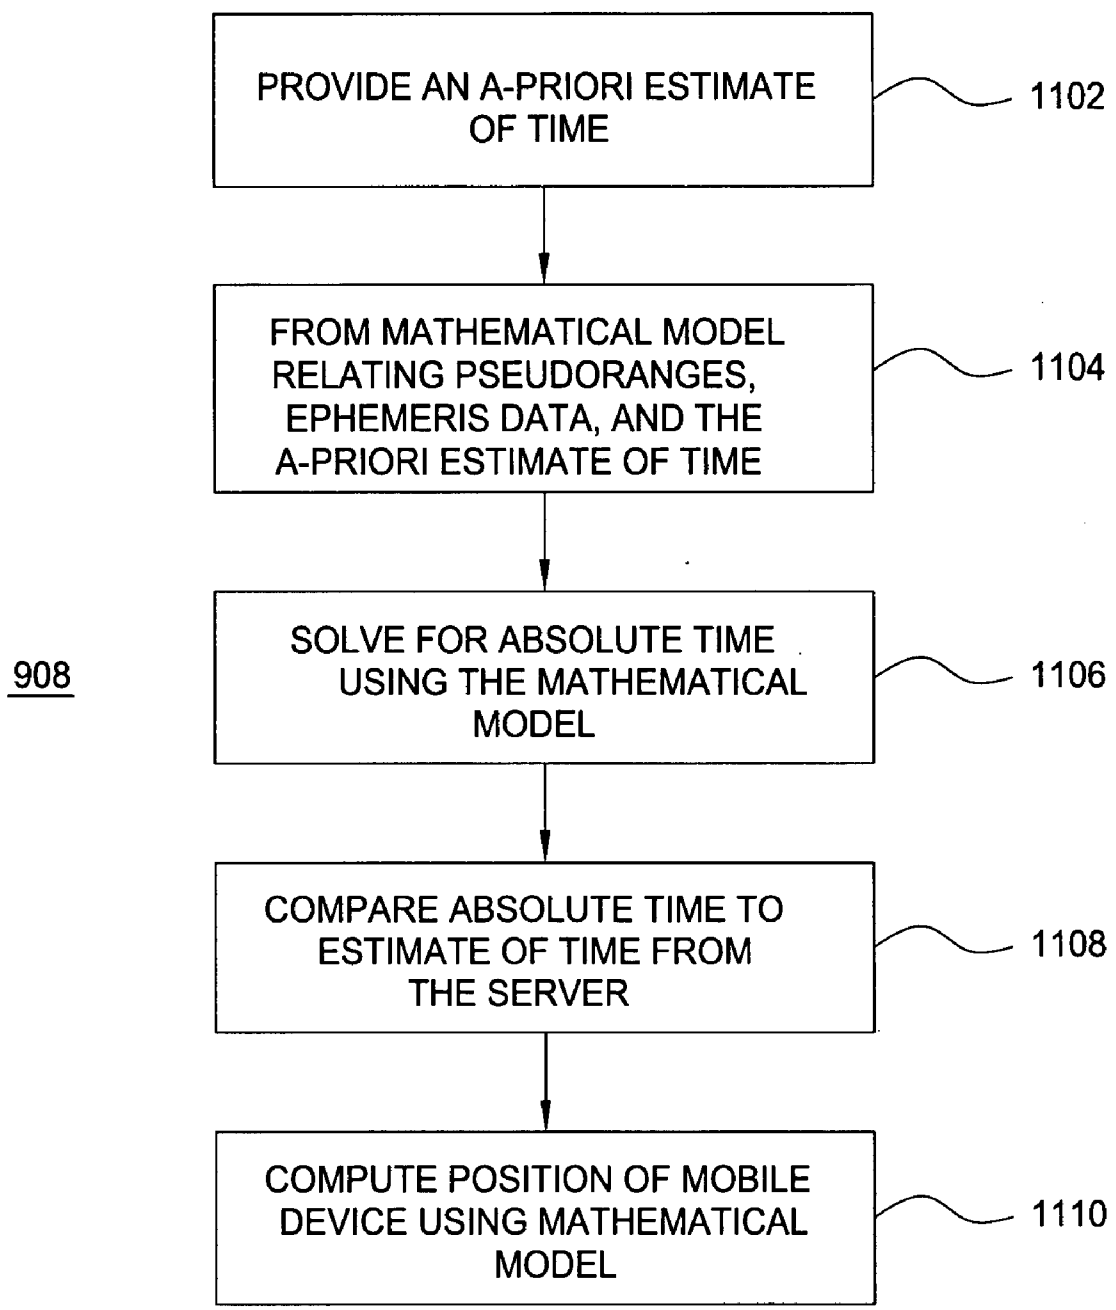 PROVIDE AN A-PRIORI ESTIMATE
OF TIME
1102
FROM MATHEMATICAL MODEL
RELATING PSEUDORANGES,
EPHEMERIS DATA, AND THE
A-PRIORI ESTIMATE OF TIME
1104
SOLVE FOR ABSOLUTE TIME
USING THE MATHEMATICAL
MODEL
1106
908
COMPARE ABSOLUTE TIME TO
ESTIMATE OF TIME FROM
THE SERVER
1108
COMPUTE POSITION OF MOBILE
DEVICE USING MATHEMATICAL
MODEL
1110